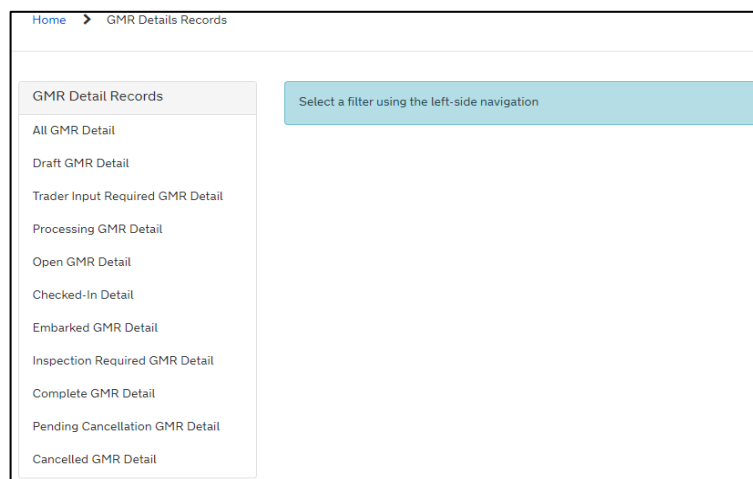 Home > GMR Details Records
GMR Detail Records
Select a filter using the left-side navigation
All GMR Detail
Draft GMR Detail
Trader Input Required GMR Detail
Processing GMR Detail
Open GMR Detail
Checked-In Detail
Embarked GMR Detail
Inspection Required GMR Detail
Complete GMR Detail
Pending Cancellation GMR Detail
Cancelled GMR Detail